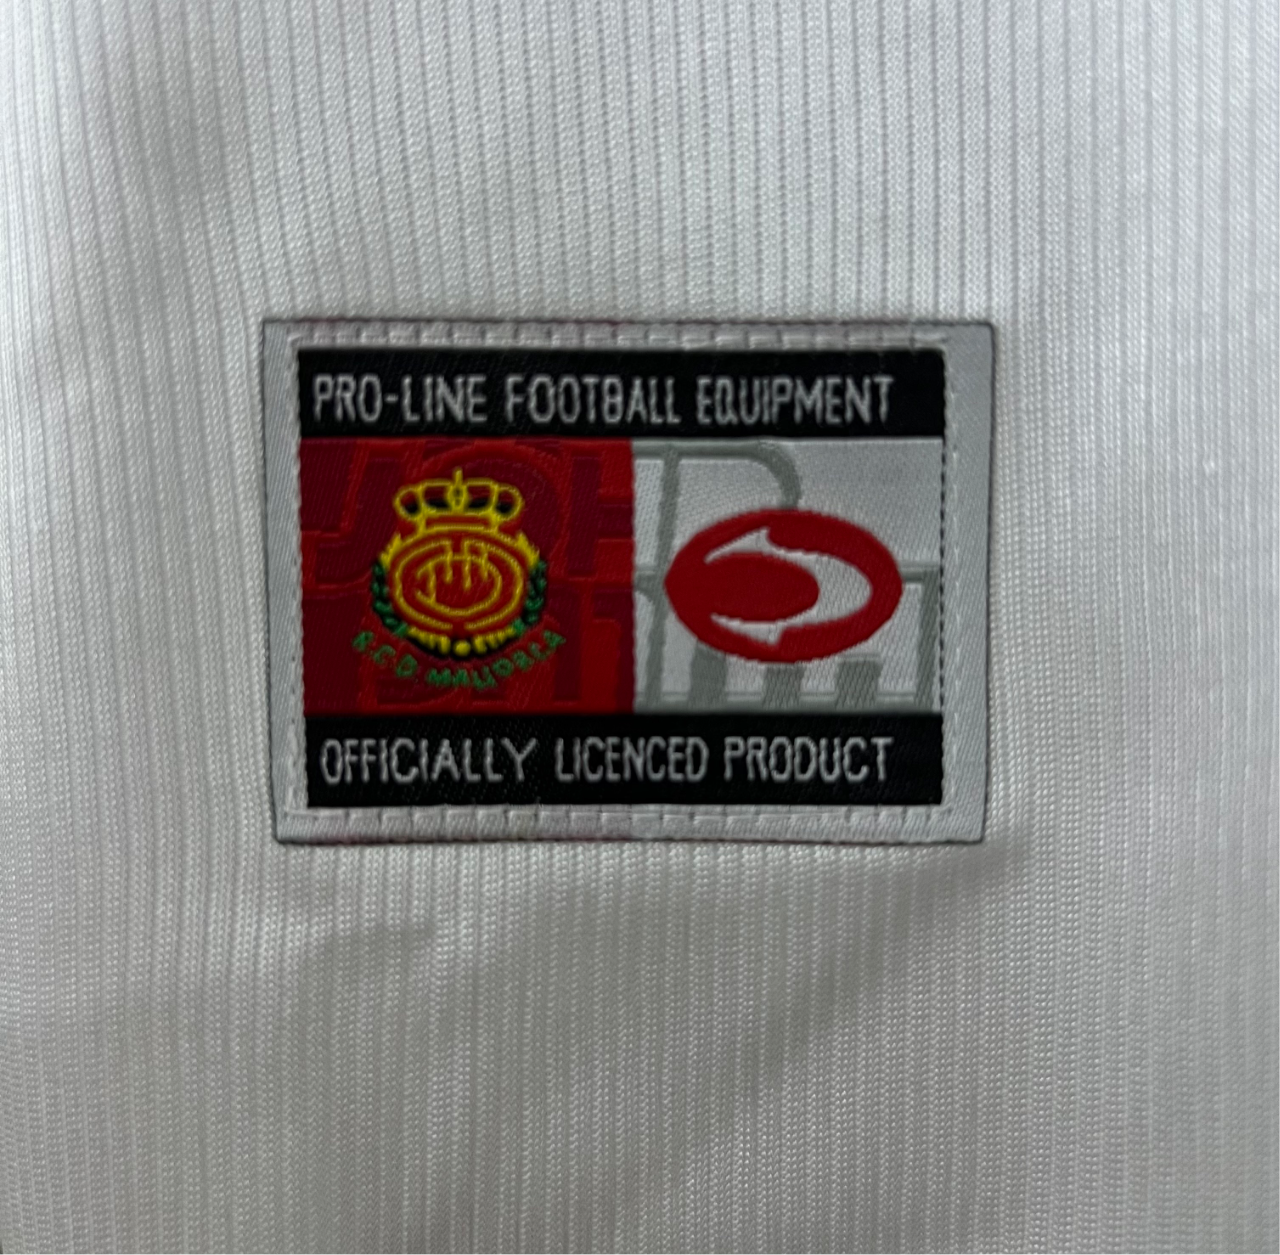 PRO-LINE FOOTBALL EQUIPMENT
R.C.D. MALLORCA
OFFICIALLY LICENCED PRODUCT